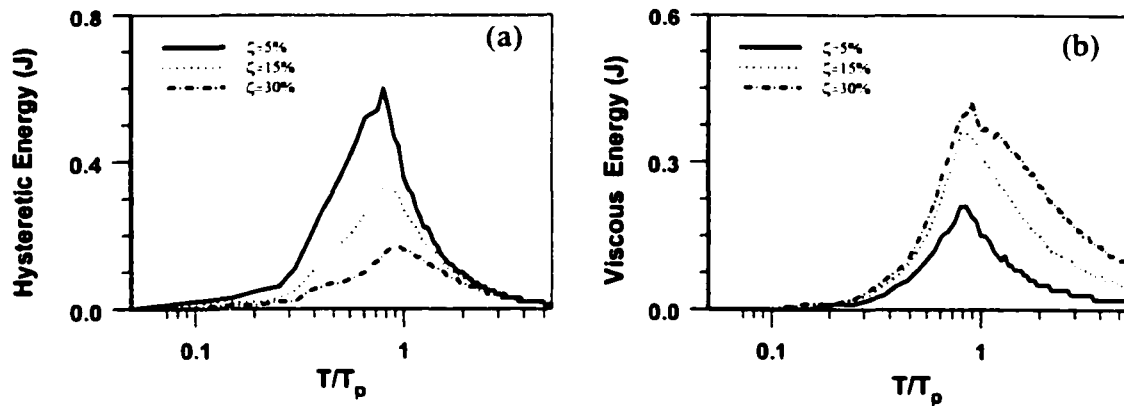 Hysteretic Energy (J)
0.8
0.4
0.0
(a)
ζ=5%
ζ=15%
ζ=30%
0.1
1
T/Tp
Viscous Energy (J)
0.6
0.3
0.0
(b)
ζ=5%
ζ=15%
ζ=30%
0.1
1
T/Tp